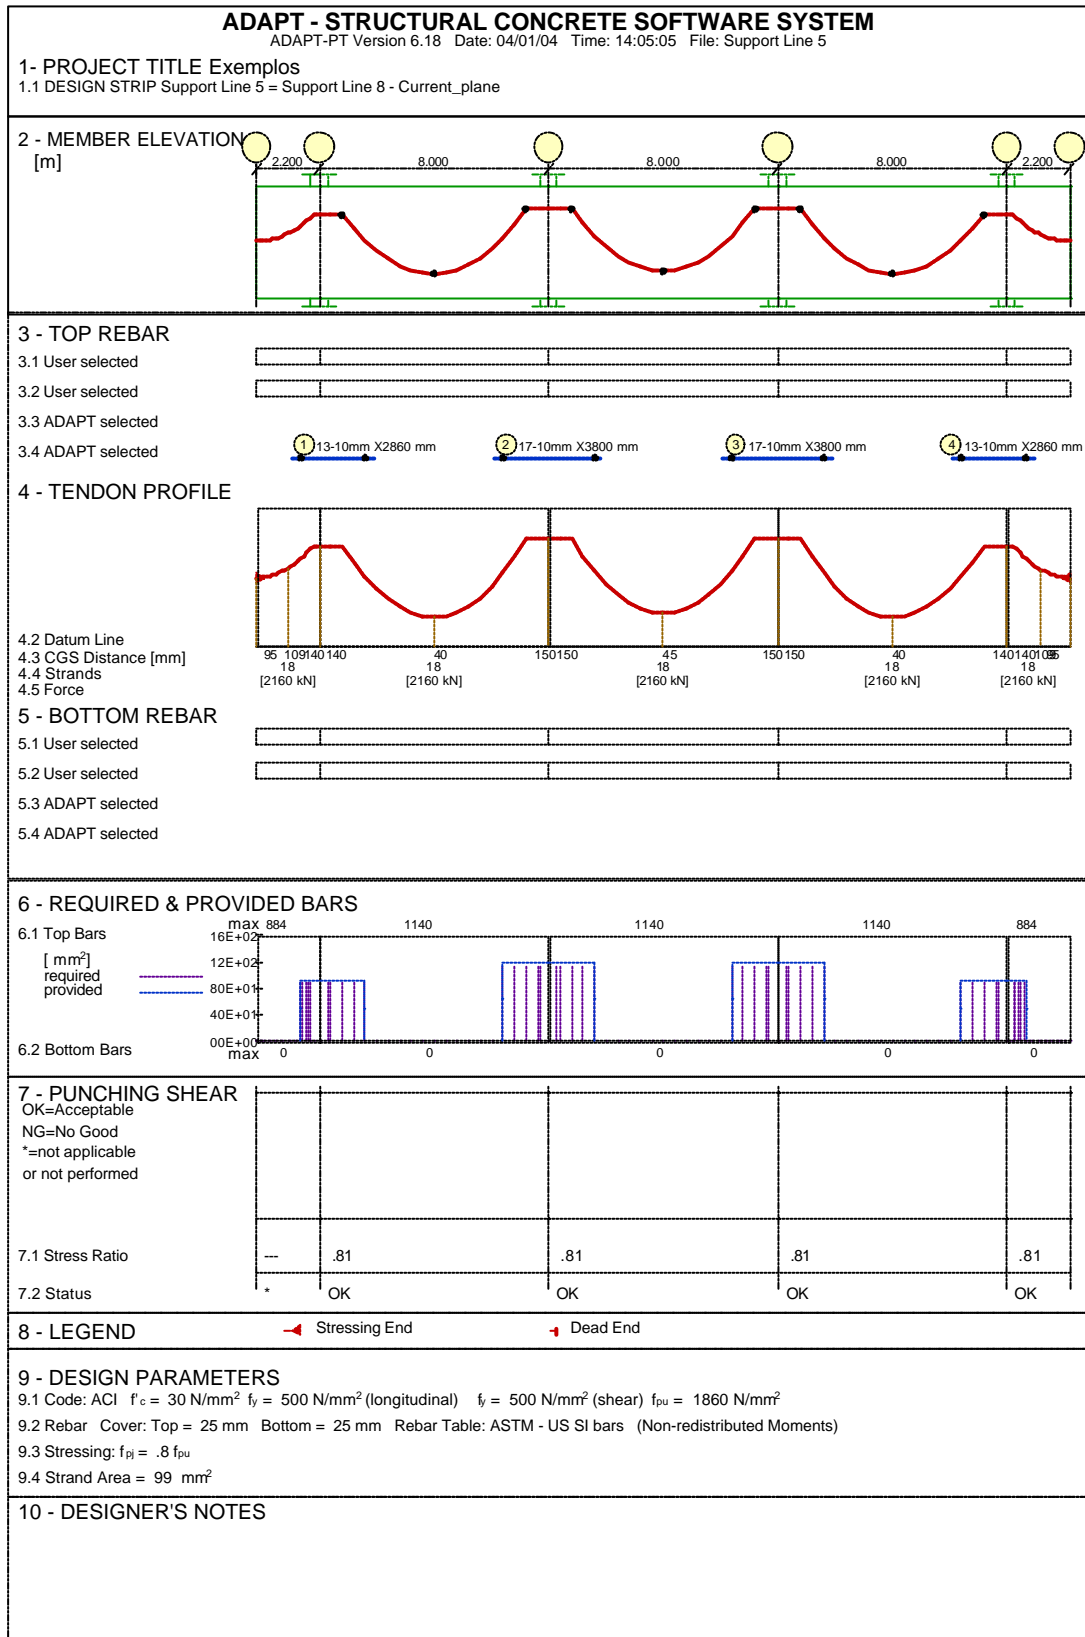 ADAPT - STRUCTURAL CONCRETE SOFTWARE SYSTEM
ADAPT-PT Version 6.18 Date: 04/01/04 Time: 14:05:05 File: Support Line 5
1- PROJECT TITLE Exemplos
1.1 DESIGN STRIP Support Line 5 = Support Line 8 - Current_plane
2 - MEMBER ELEVATION
[m]
2.200 8.000 8.000 8.000 2.200
3 - TOP REBAR
3.1 User selected
3.2 User selected
3.3 ADAPT selected
3.4 ADAPT selected
1 13-10mm X2860 mm 2 17-10mm X3800 mm 3 17-10mm X3800 mm 4 13-10mm X2860 mm
4 - TENDON PROFILE
4.2 Datum Line
4.3 CGS Distance [mm] 95 109 140 140 40 150 150 45 150 150 40 140 140 109 95
4.4 Strands 18 18 18 18 18
4.5 Force [2160 kN] [2160 kN] [2160 kN] [2160 kN] [2160 kN]
5 - BOTTOM REBAR
5.1 User selected
5.2 User selected
5.3 ADAPT selected
5.4 ADAPT selected
6 - REQUIRED & PROVIDED BARS
max 884 1140 1140 1140 884
6.1 Top Bars
16E+02
[ mm²]
12E+02
required
provided
80E+01
40E+01
00E+00
6.2 Bottom Bars
max 0 0 0 0 0
7 - PUNCHING SHEAR
OK=Acceptable
NG=No Good
*=not applicable
or not performed
7.1 Stress Ratio --- .81 .81 .81 .81
7.2 Status * OK OK OK OK
8 - LEGEND Stressing End Dead End
9 - DESIGN PARAMETERS
9.1 Code: ACI f'c = 30 N/mm² fy = 500 N/mm² (longitudinal) fy = 500 N/mm² (shear) fpu = 1860 N/mm²
9.2 Rebar Cover: Top = 25 mm Bottom = 25 mm Rebar Table: ASTM - US SI bars (Non-redistributed Moments)
9.3 Stressing: fpj = .8 fpu
9.4 Strand Area = 99 mm²
10 - DESIGNER'S NOTES